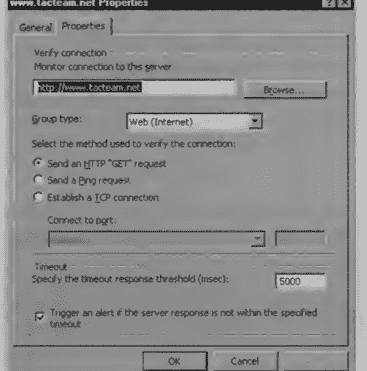 www.tacteam.net Properties
General Properties
Verify connection
Monitor connection to this server
http://www.tacteam.net
Browse...
Group type:
Web (Internet)
Select the method used to verify the connection:
Send an HTTP "GET" request
Send a Ping request
Establish a TCP connection
Connect to port:
Timeout
Specify the timeout response threshold (msec):
5000
Trigger an alert if the server response is not within the specified
timeout
OK Cancel